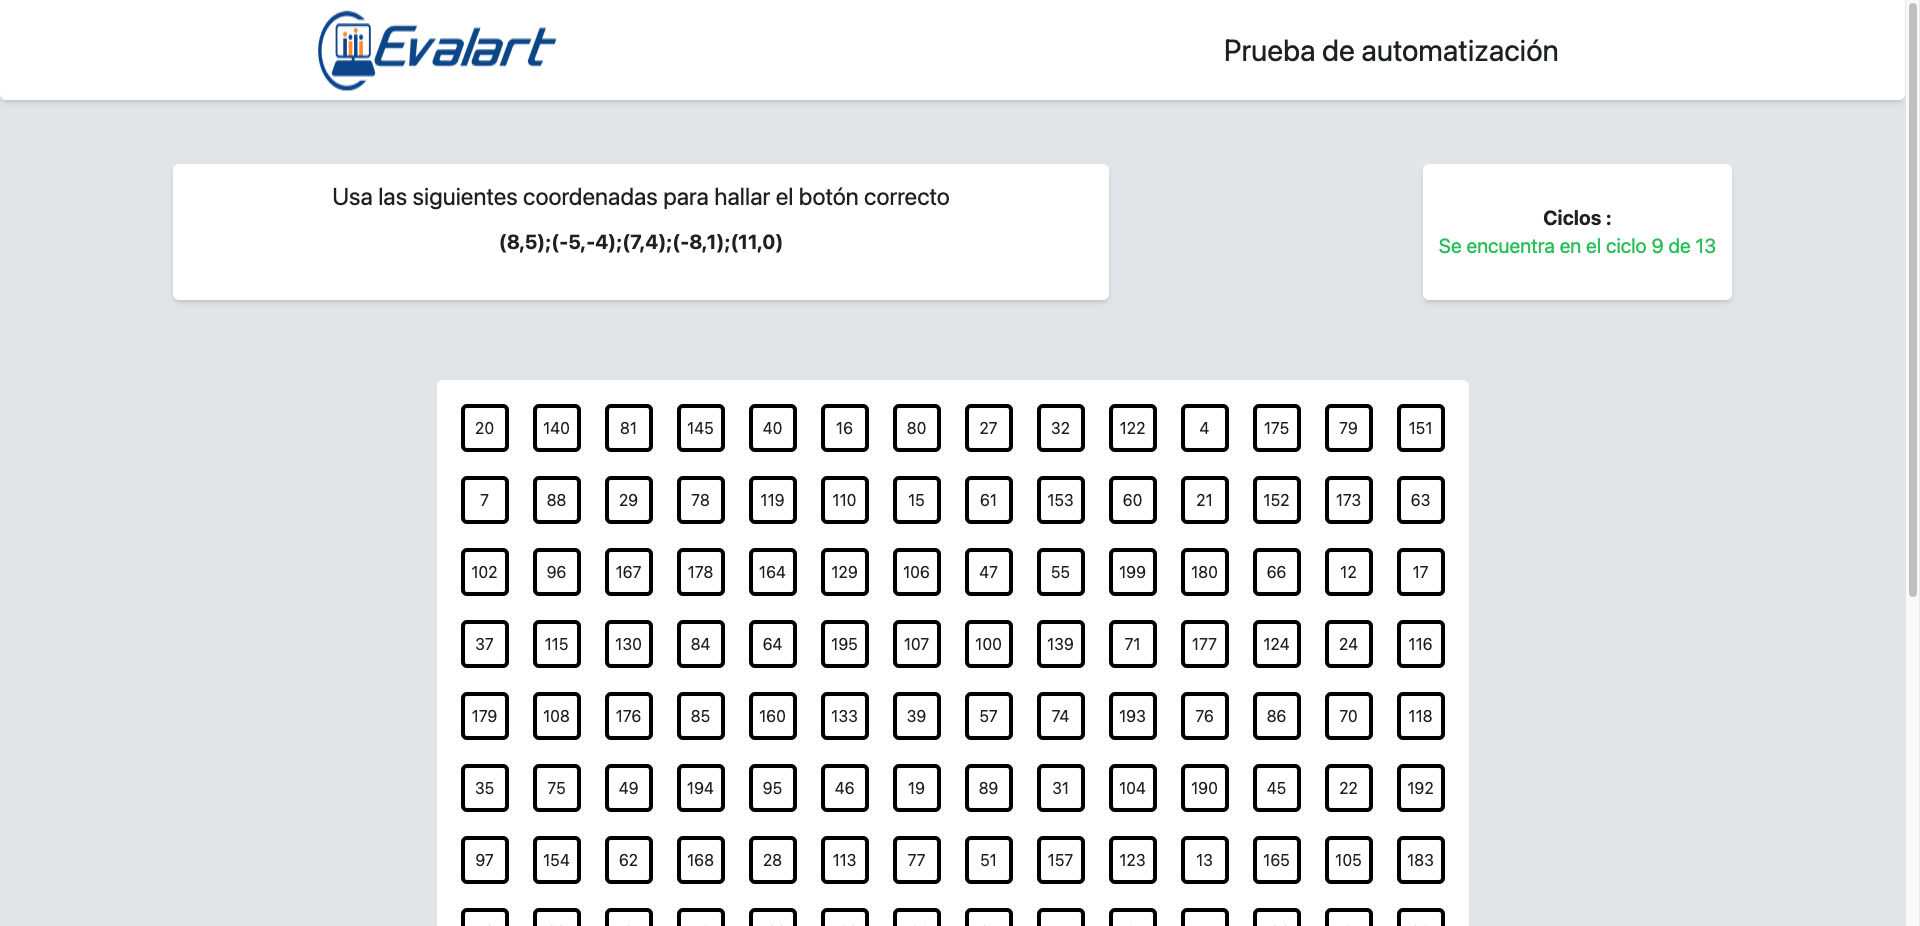 Evalart
Prueba de automatización
Usa las siguientes coordenadas para hallar el botón correcto
(8,5);(-5,-4);(7,4);(-8,1);(11,0)
Ciclos :
Se encuentra en el ciclo 9 de 13
20 140 81 145 40 16 80 27 32 122 4 175 79 151
7 88 29 78 119 110 15 61 153 60 21 152 173 63
102 96 167 178 164 129 106 47 55 199 180 66 12 17
37 115 130 84 64 195 107 100 139 71 177 124 24 116
179 108 176 85 160 133 39 57 74 193 76 86 70 118
35 75 49 194 95 46 19 89 31 104 190 45 22 192
97 154 62 168 28 113 77 51 157 123 13 165 105 183